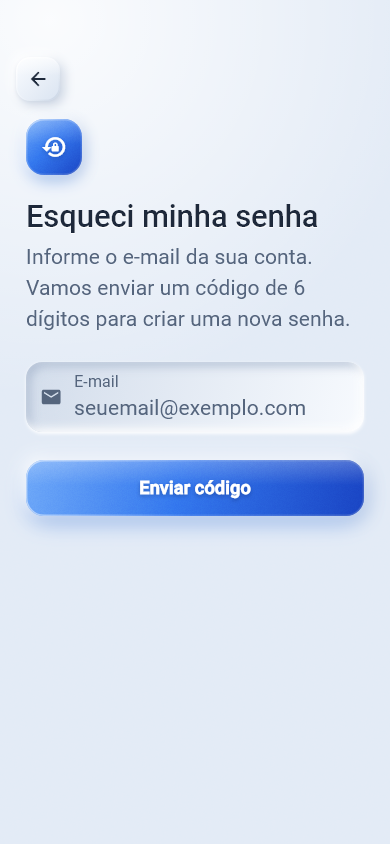 Esqueci minha senha
Informe o e-mail da sua conta.
Vamos enviar um código de 6
dígitos para criar uma nova senha.
E-mail
seuemail@exemplo.com
Enviar código